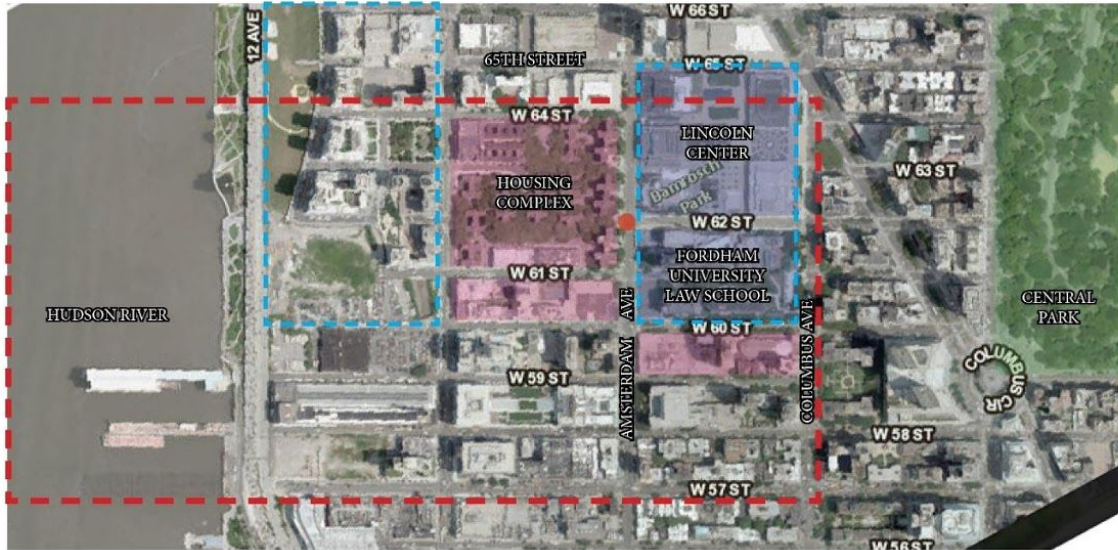 W 66 ST
12 AVE
65TH STREET
W 65 ST
W 64 ST
LINCOLN
CENTER
W 63 ST
HOUSING
COMPLEX
Damrosch
Park
W 62 ST
FORDHAM
UNIVERSITY
LAW SCHOOL
W 61 ST
HUDSON RIVER
AMSTERDAM AVE
W 60 ST
COLUMBUS AVE
CENTRAL
PARK
COLUMBUS CIR
W 59 ST
W 58 ST
W 57 ST
W 56 ST